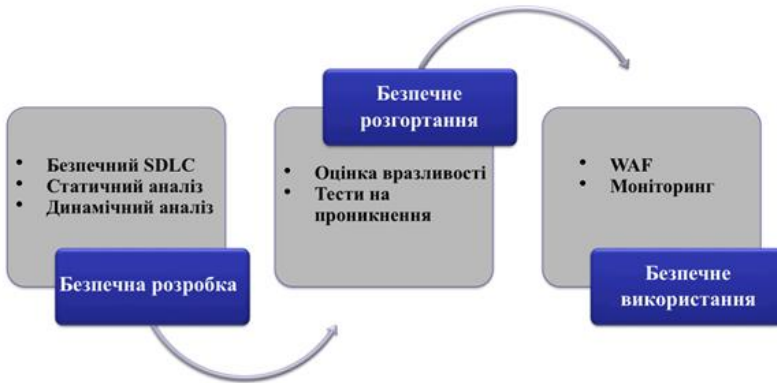 Безпечний SDLC
Статичний аналіз
Динамічний аналіз
Безпечна розробка
Безпечне
розгортання
Оцінка вразливості
Тести на
проникнення
WAF
Моніторинг
Безпечне
використання